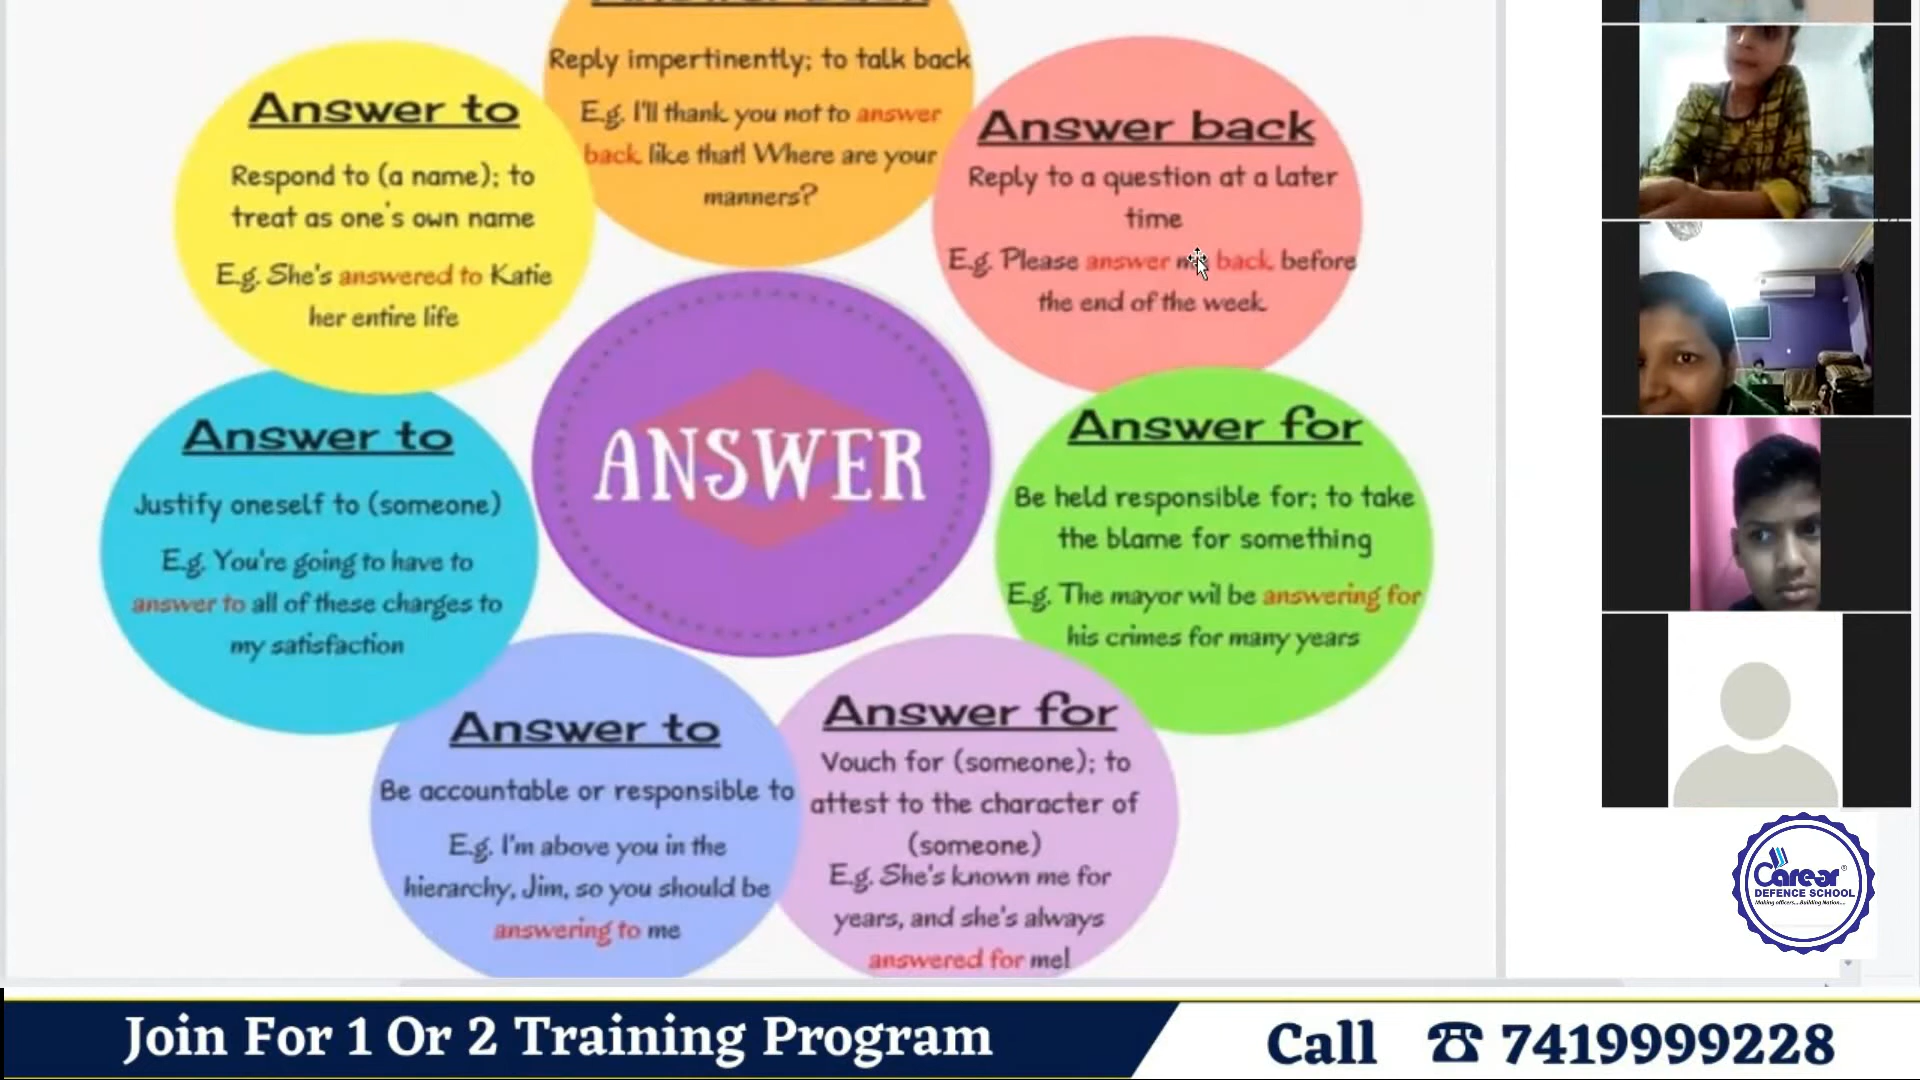 Reply impertinently; to talk back
E.g. I'll thank you not to answer
back like that! Where are your
manners?
Answer to
Respond to (a name); to
treat as one's own name
E.g. She's answered to Katie
her entire life
Answer back
Reply to a question at a later
time
E.g. Please answer back before
the end of the week
ANSWER
Answer to
Justify oneself to (someone)
E.g. You're going to have to
answer to all of these charges to
my satisfaction
Answer for
Be held responsible for; to take
the blame for something
E.g. The mayor wil be answering for
his crimes for many years
Answer to
Be accountable or responsible to
E.g. I'm above you in the
hierarchy, Jim, so you should be
answering to me
Answer for
Vouch for (someone); to
attest to the character of
(someone)
E.g. She's known me for
years, and she's always
answered for me!
Career
DEFENCE SCHOOL
Making officers...Building Nation....
Join For 1 Or 2 Training Program
Call ☎ 7419999228